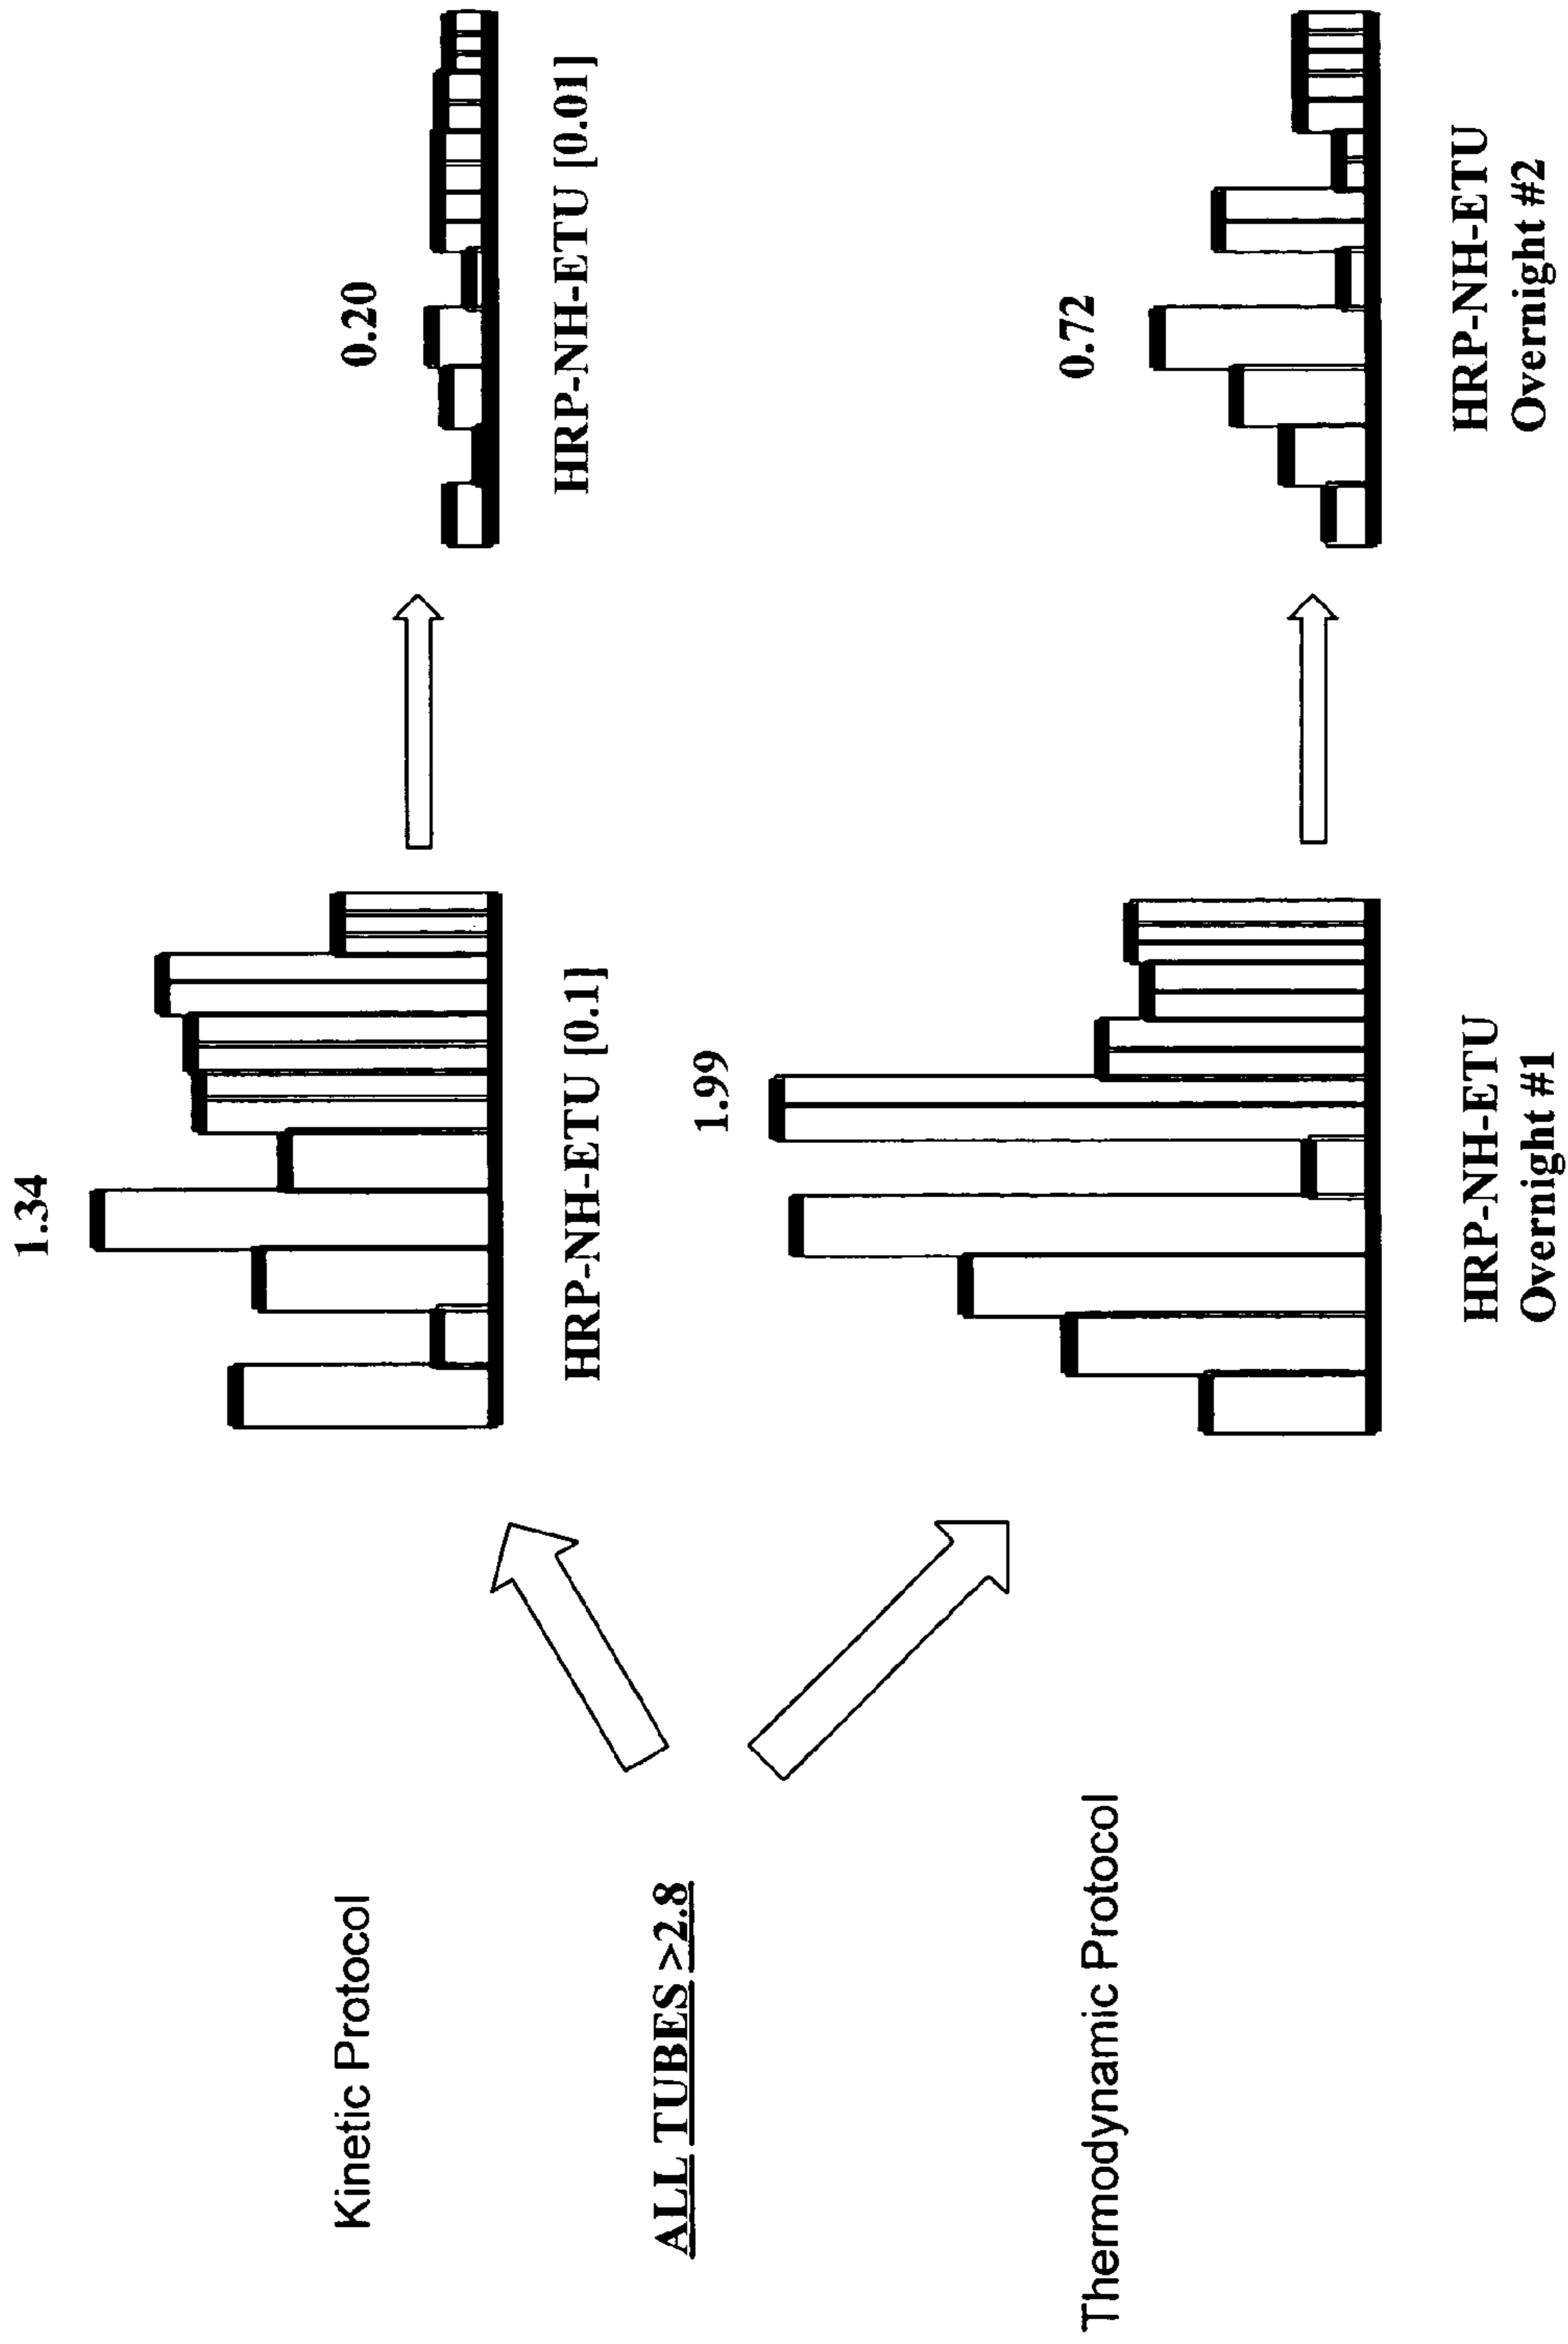 Kinetic Protocol
ALL TUBES >2.8
Thermodynamic Protocol
1.34
HRP-NH-ETU [0.1]
0.20
HRP-NH-ETU [0.01]
1.99
HRP-NH-ETU
Overnight #1
0.72
HRP-NH-ETU
Overnight #2